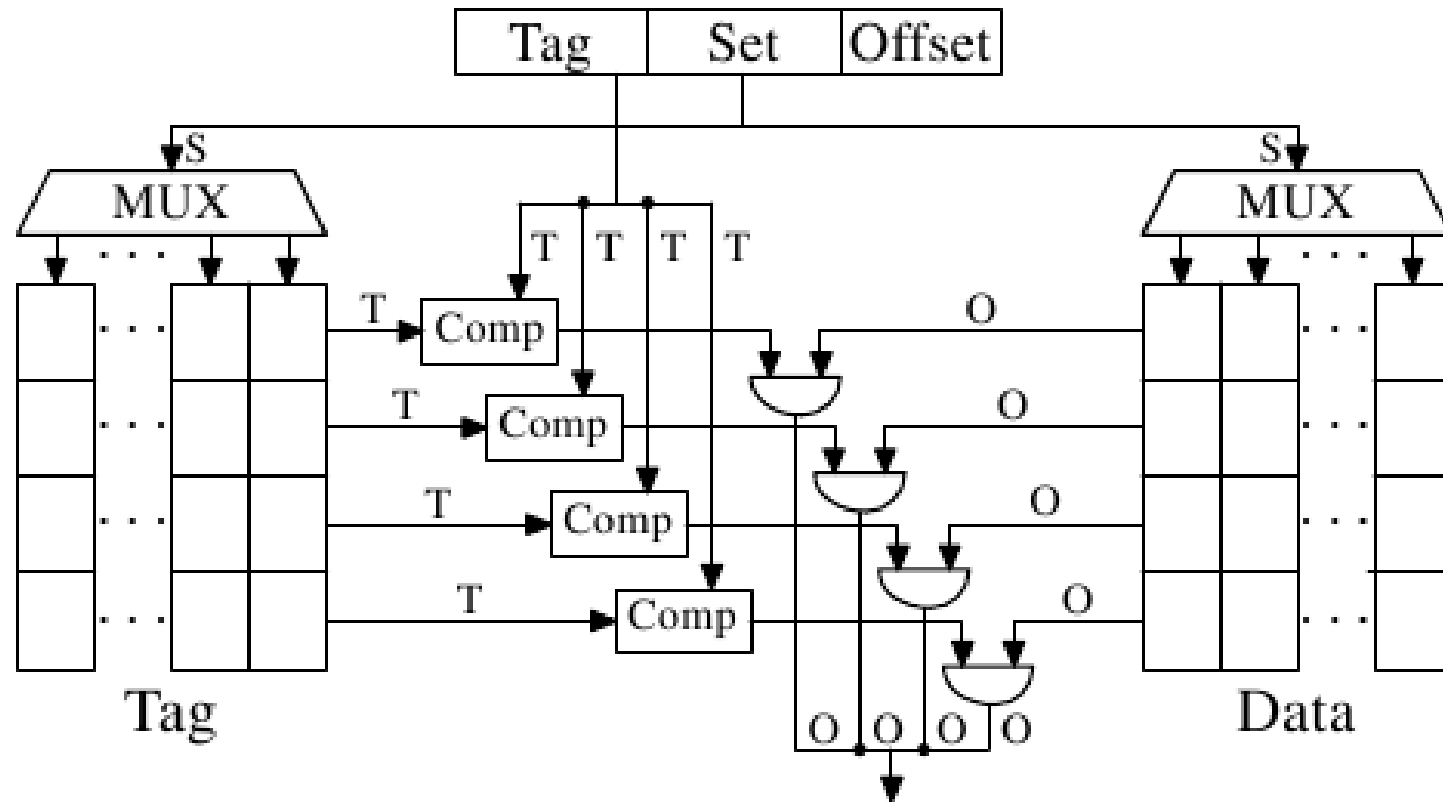 Tag Set Offset
S S
MUX MUX
T T T T
T Comp O
T Comp O
T Comp O
T Comp O
Tag Data
O O O O